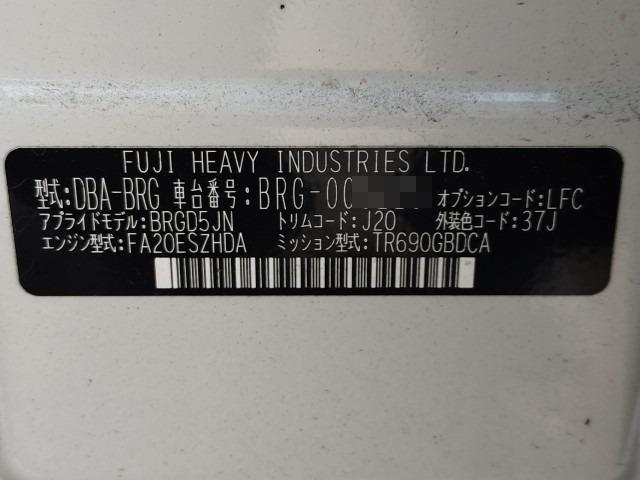 FUJI HEAVY INDUSTRIES LTD.
型式:DBA-BRG 車台番号:BRG-00 オプションコード:LFC
アプライドモデル:BRGD5JN トリムコード:J20 外装色コード:37J
エンジン型式:FA20ESZHDA ミッション型式:TR690GBDCA